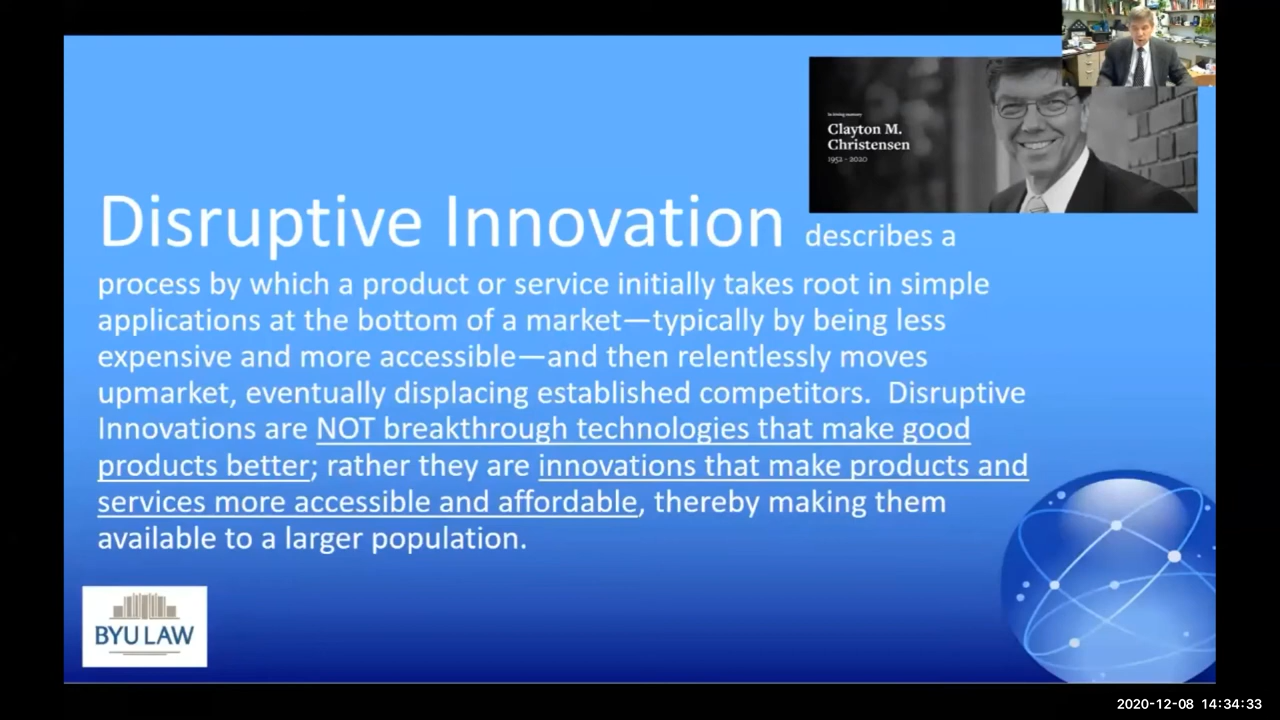 In loving memory
Clayton M.
Christensen
1952 - 2020
Disruptive Innovation describes a
process by which a product or service initially takes root in simple
applications at the bottom of a market—typically by being less
expensive and more accessible—and then relentlessly moves
upmarket, eventually displacing established competitors.  Disruptive
Innovations are NOT breakthrough technologies that make good
products better; rather they are innovations that make products and
services more accessible and affordable, thereby making them
available to a larger population.
BYU LAW
2020-12-08 14:34:33